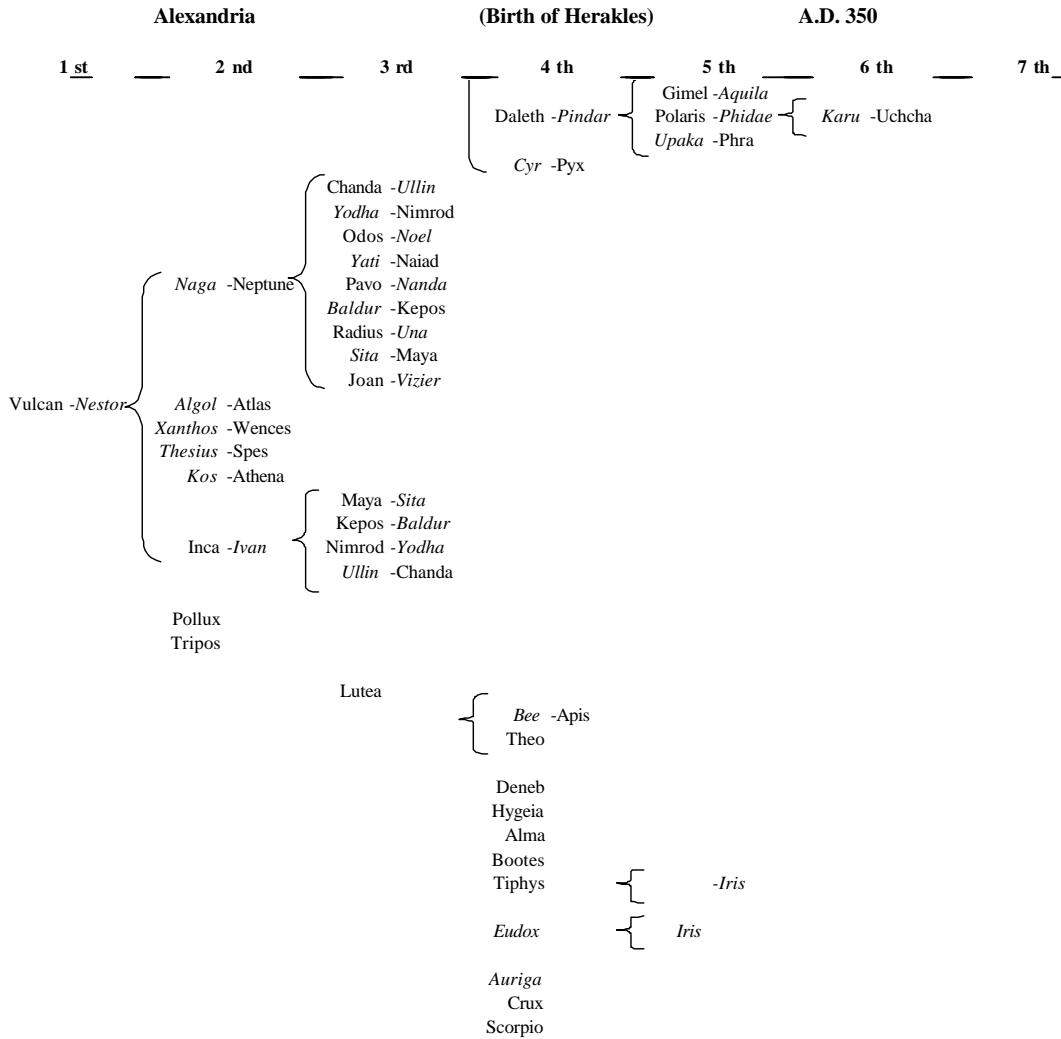 Alexandria (Birth of Herakles) A.D. 350
1 st 2 nd 3 rd 4 th 5 th 6 th 7 th
Gimel -Aquila
Daleth -Pindar Polaris -Phidae Karu -Uchcha
Upaka -Phra
Cyr -Pyx
Chanda -Ullin
Yodha -Nimrod
Odos -Noel
Yati -Naiad
Naga -Neptune Pavo -Nanda
Baldur -Kepos
Radius -Una
Sita -Maya
Joan -Vizier
Vulcan -Nestor Algol -Atlas
Xanthos -Wences
Thesius -Spes
Kos -Athena
Maya -Sita
Kepos -Baldur
Inca -Ivan Nimrod -Yodha
Ullin -Chanda
Pollux
Tripos
Lutea
Bee -Apis
Theo
Deneb
Hygeia
Alma
Bootes
Tiphys -Iris
Eudox Iris
Auriga
Crux
Scorpio